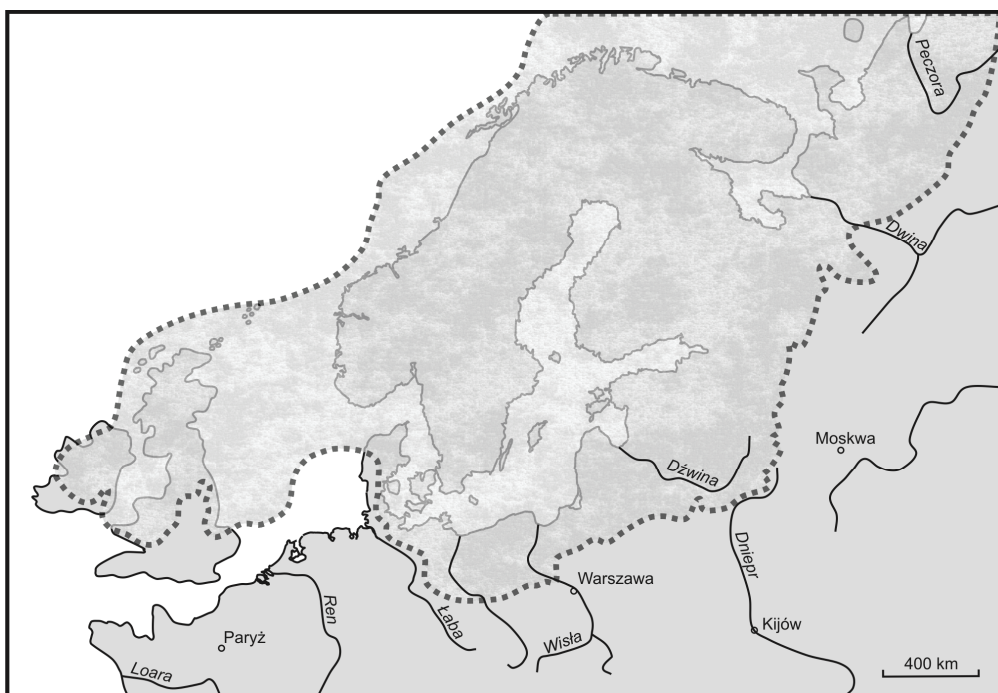 Peczora
Dwina
Moskwa
Dźwina
Dniepr
Warszawa
Ren
Łaba
Kijów
Paryż
Wisła
Loara
400 km